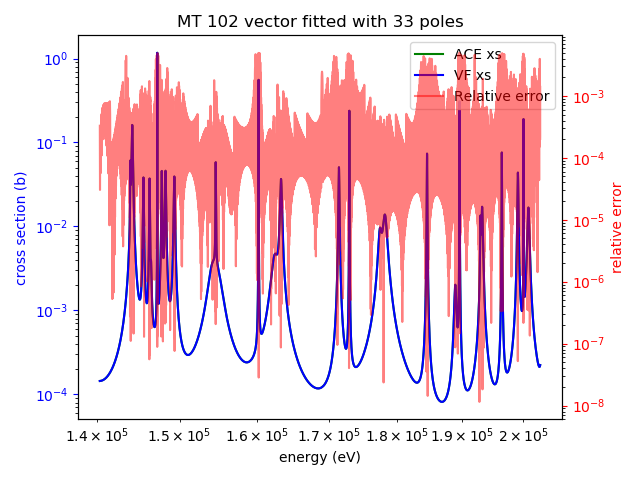 MT 102 vector fitted with 33 poles
ACE xs
VF xs
Relative error
cross section (b)
10⁰
10⁻¹
10⁻²
10⁻³
10⁻⁴
relative error
10⁻³
10⁻⁴
10⁻⁵
10⁻⁶
10⁻⁷
10⁻⁸
1.4 × 10⁵ 1.5 × 10⁵ 1.6 × 10⁵ 1.7 × 10⁵ 1.8 × 10⁵ 1.9 × 10⁵ 2 × 10⁵
energy (eV)